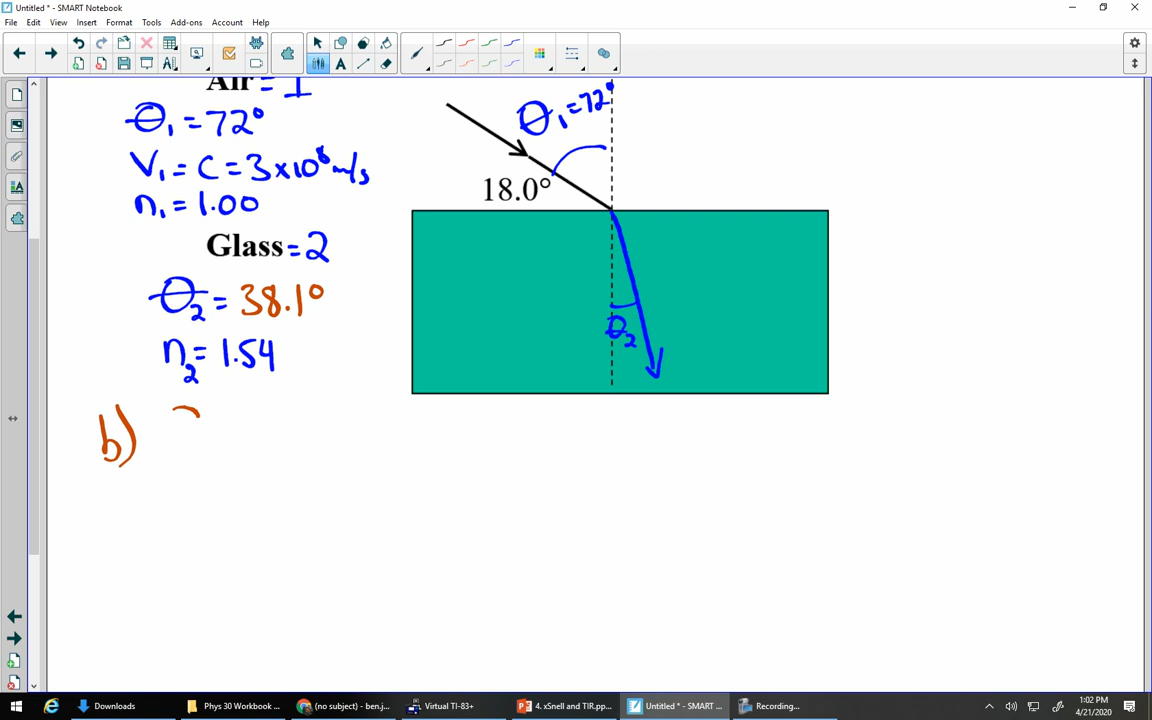 Untitled * - SMART Notebook
File Edit View Insert Format Tools Add-ons Account Help
Air = 1
θ₁ = 72°
V₁ = C = 3x10⁸ m/s
n₁ = 1.00
Glass = 2
θ₂ = 38.1°
n₂ = 1.54
b)
θ₁ = 72°
18.0°
θ₂
Downloads
Phys 30 Workbook ...
(no subject) - ben.j...
Virtual TI-83+
4. xSnell and TIR.pp...
Untitled * - SMART ...
Recording...
1:02 PM
4/21/2020